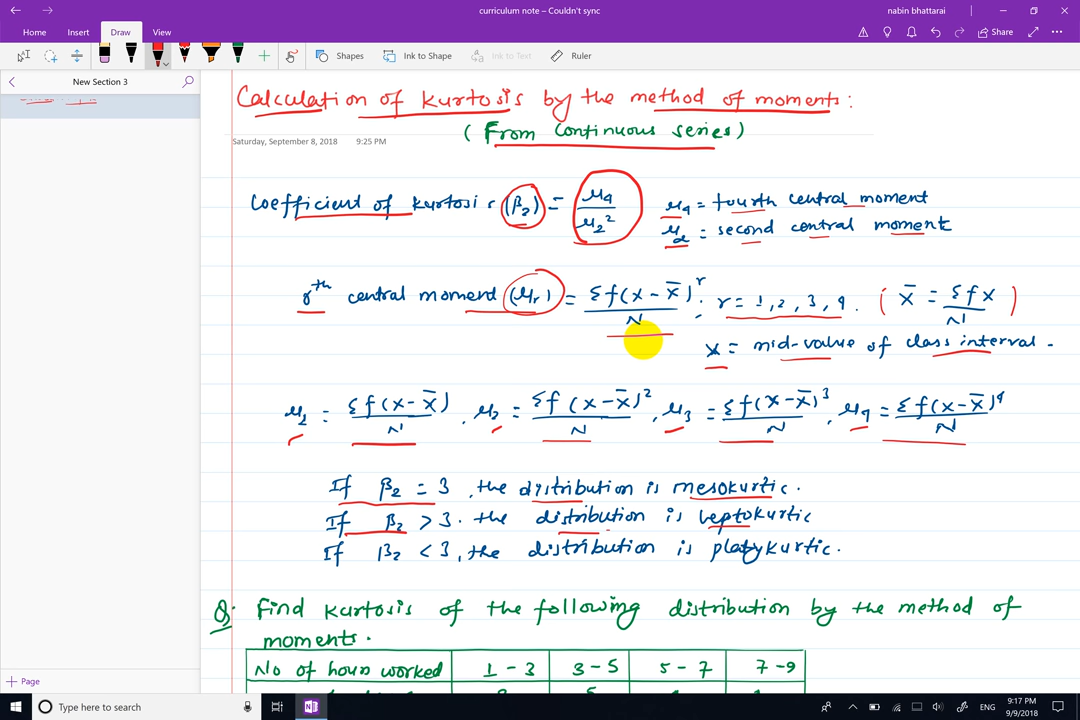 curriculum note – Couldn't sync
nabin bhattarai
Home Insert Draw View
Share
Shapes Ink to Shape Ink to Text Ruler
New Section 3
Calculation of Kurtosis by the method of moments:
(From continuous series)
Saturday, September 8, 2018 9:25 PM
Coefficient of Kurtosi : (β₂) = μ₄/μ₂² μ₄ = fourth central moment
μ₂ = second central moment
rth central moment (μr) = Σf(x-x̄)^r/N, r = 1, 2, 3, 4. (x̄ = Σfx/N)
x = mid-value of class interval -
μ₁ = Σf(x-x̄)/N, μ₂ = Σf(x-x̄)²/N, μ₃ = Σf(x-x̄)³/N, μ₄ = Σf(x-x̄)⁴/N
If β₂ = 3, the distribution is mesokurtic.
If β₂ > 3. the distribution is leptokurtic
If β₂ < 3, the distribution is platykurtic.
Q: Find Kurtosis of the following distribution by the method of
moments.
No of hours worked 1-3 3-5 5-7 7-9
Page
Type here to search
ENG
9:17 PM
9/9/2018